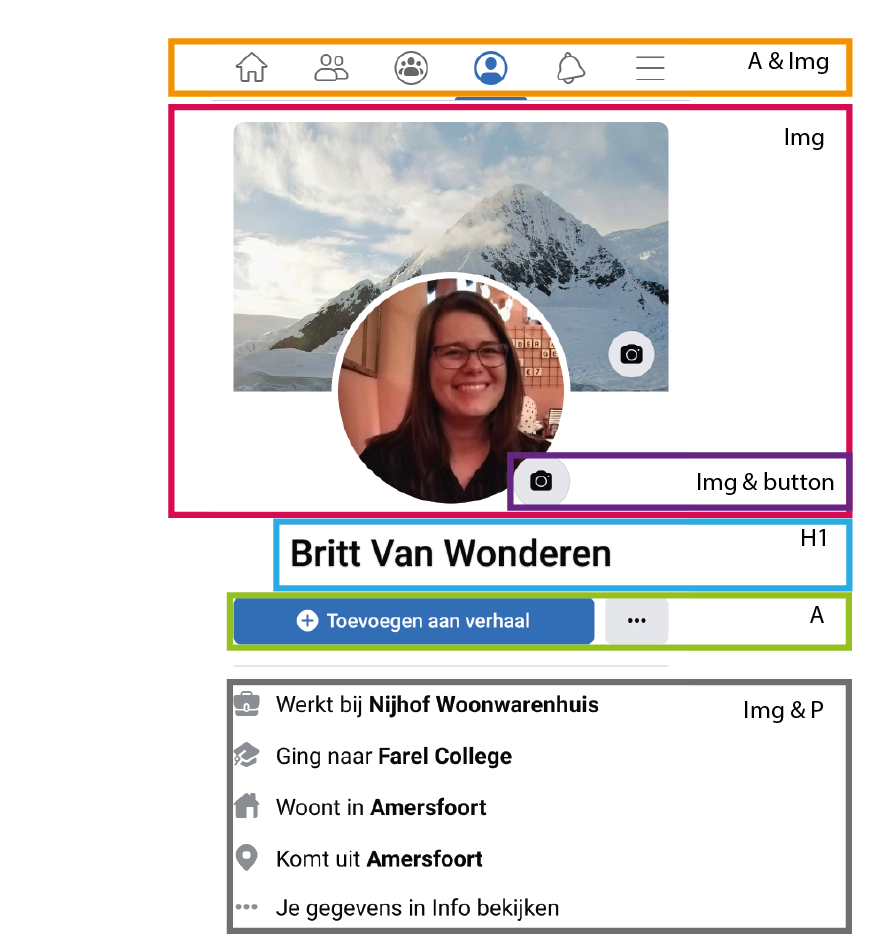 A & Img
Img
Img & button
Britt Van Wonderen
H1
Toevoegen aan verhaal
A
Werkt bij Nijhof Woonwarenhuis
Img & P
Ging naar Farel College
Woont in Amersfoort
Komt uit Amersfoort
Je gegevens in Info bekijken